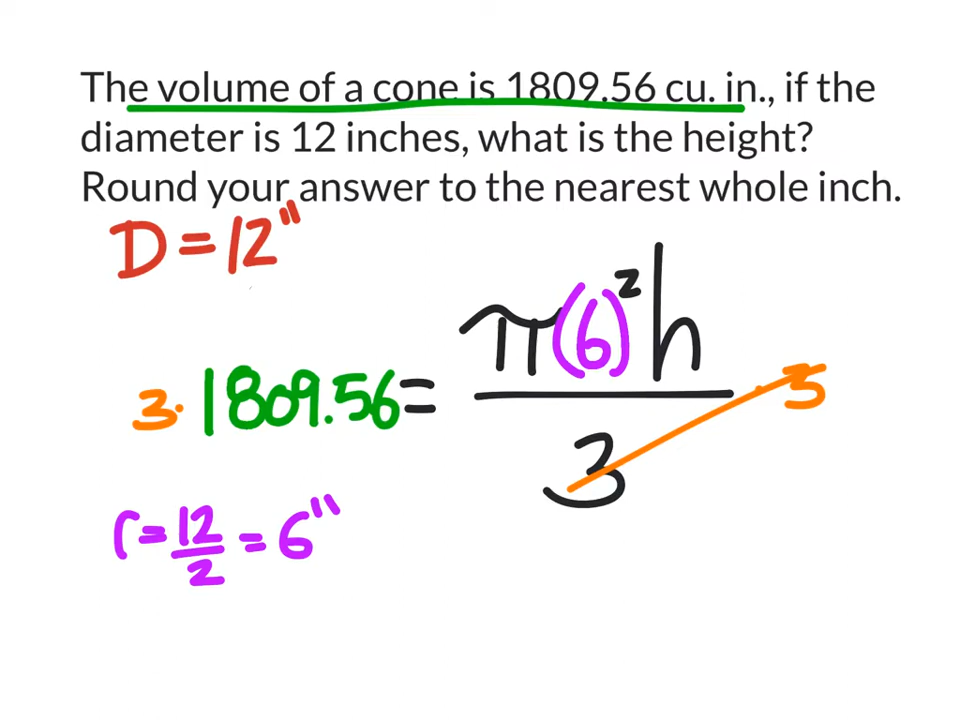 The volume of a cone is 1809.56 cu. in., if the
diameter is 12 inches, what is the height?
Round your answer to the nearest whole inch.
D = 12"
3 · 1809.56 = π(6)²h / 3 · 3
r = 12/2 = 6"